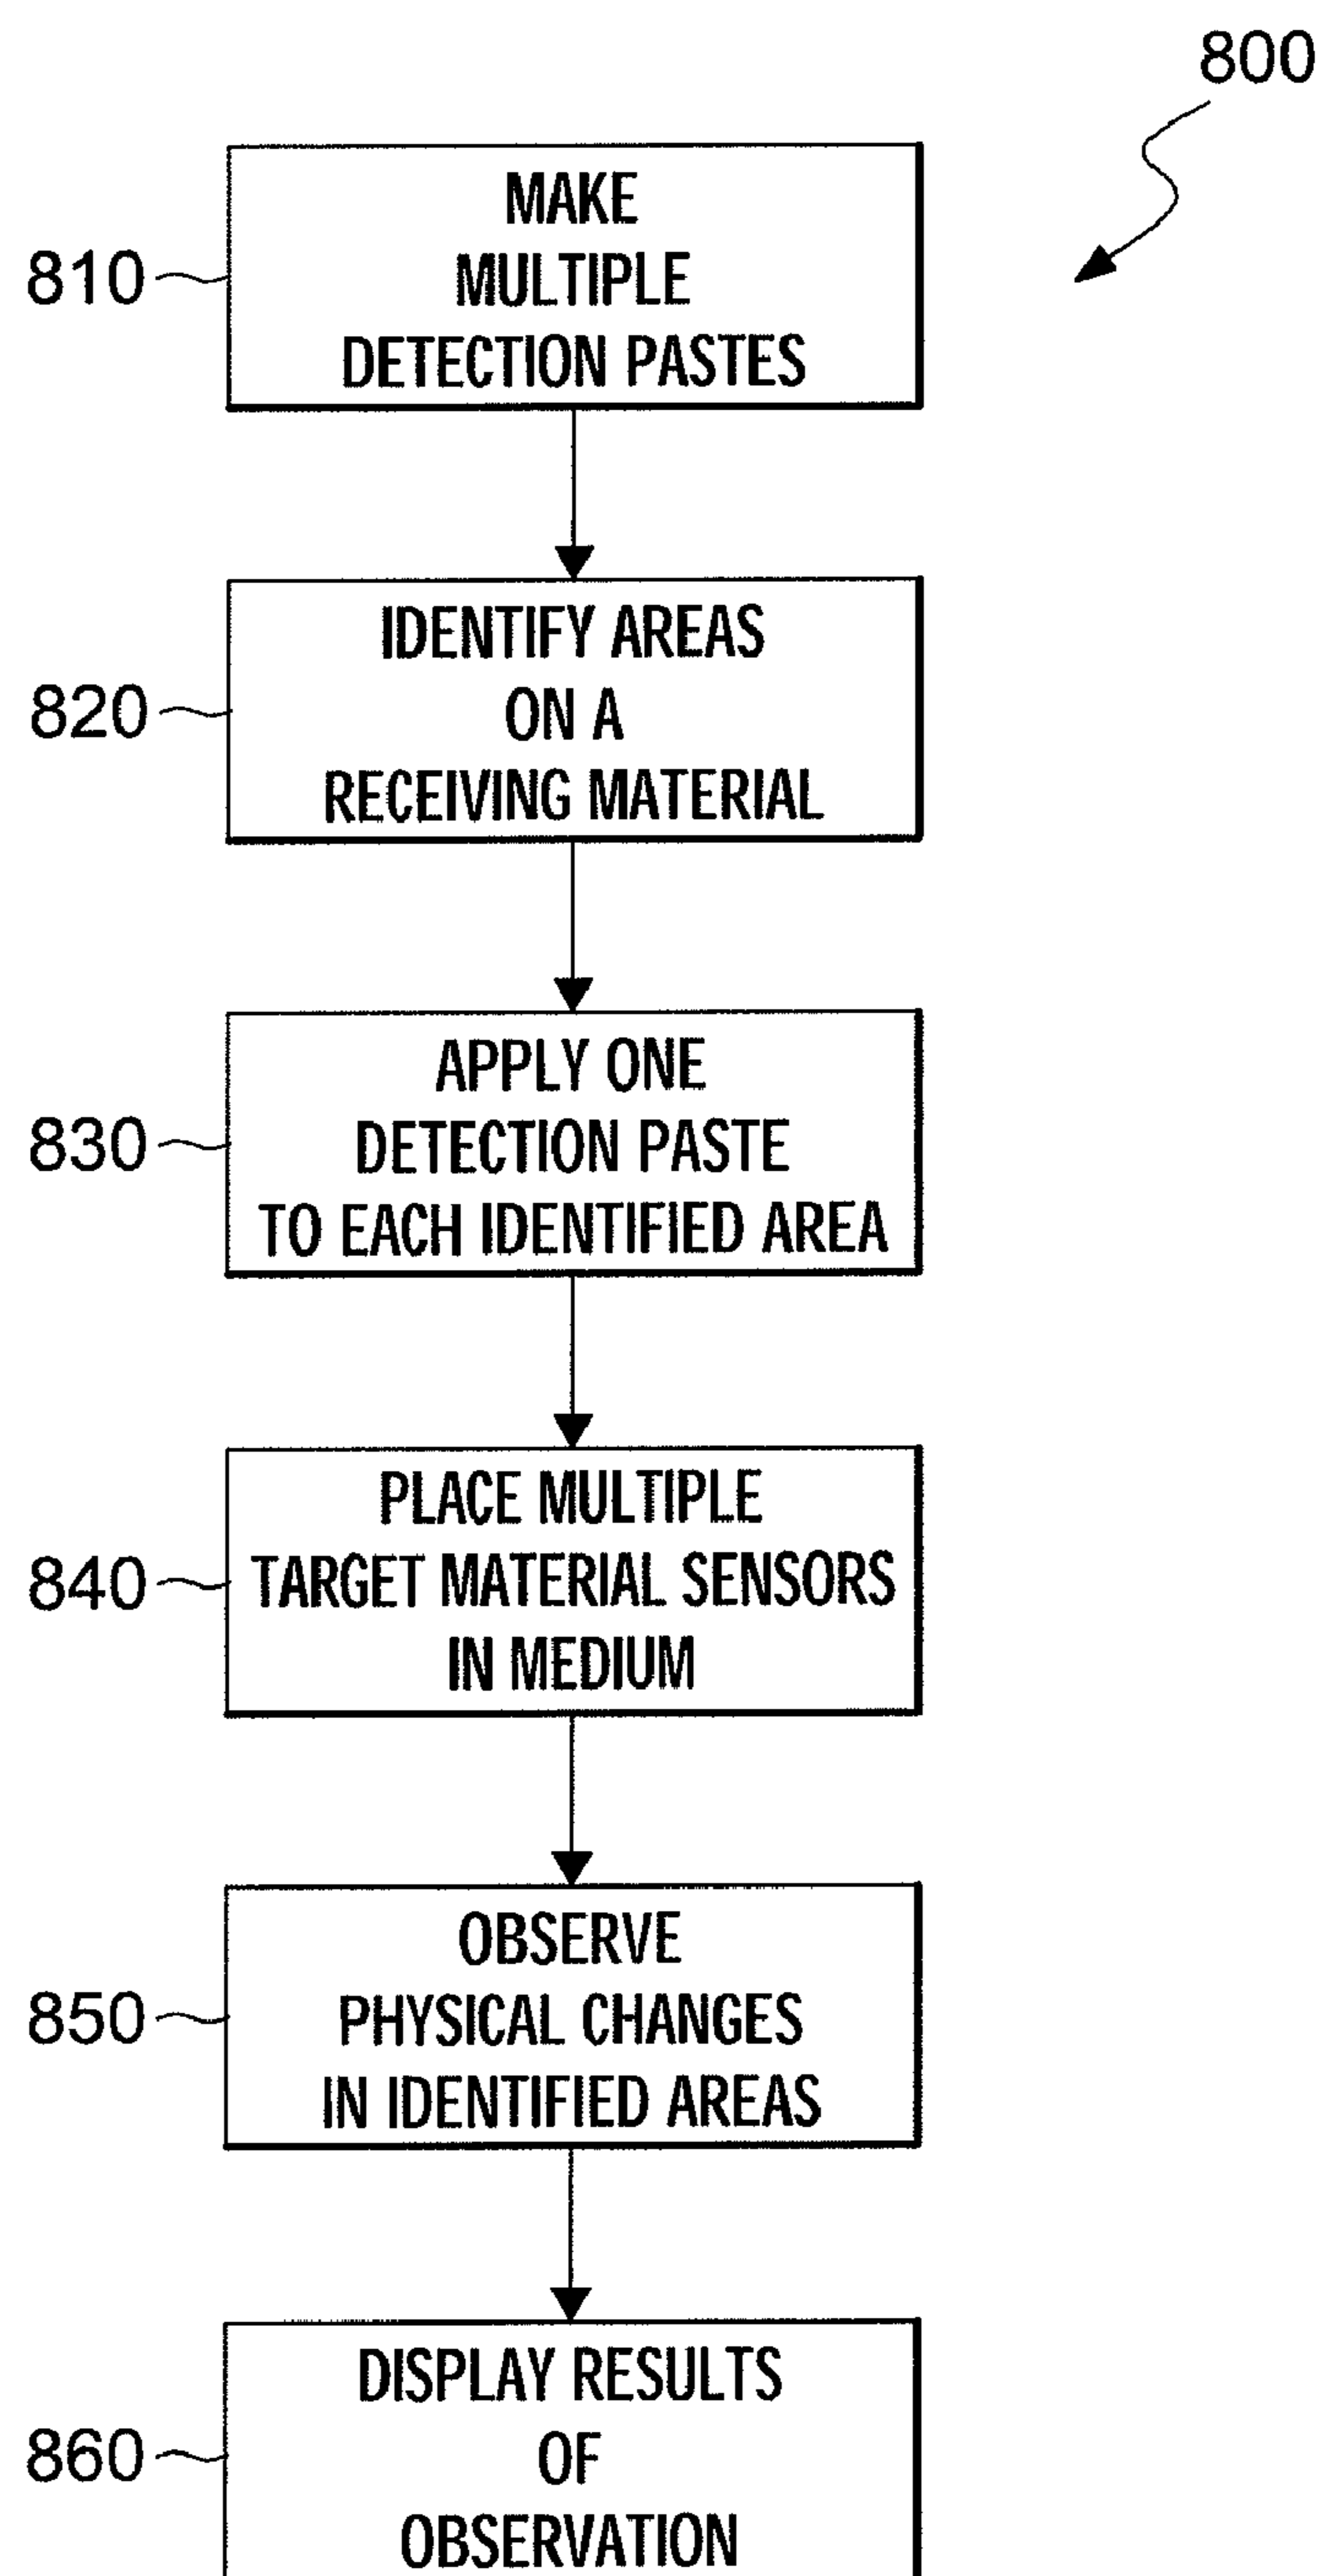 800
810
MAKE
MULTIPLE
DETECTION PASTES
820
IDENTIFY AREAS
ON A
RECEIVING MATERIAL
830
APPLY ONE
DETECTION PASTE
TO EACH IDENTIFIED AREA
840
PLACE MULTIPLE
TARGET MATERIAL SENSORS
IN MEDIUM
850
OBSERVE
PHYSICAL CHANGES
IN IDENTIFIED AREAS
860
DISPLAY RESULTS
OF
OBSERVATION